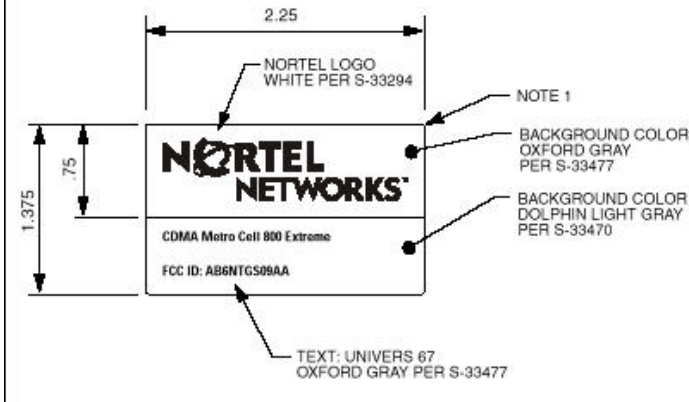 2.25
NORTEL LOGO
WHITE PER S-33294
NOTE 1
BACKGROUND COLOR
OXFORD GRAY
PER S-33477
BACKGROUND COLOR
DOLPHIN LIGHT GRAY
PER S-33470
1.375
.75
NORTEL
NETWORKS™
CDMA Metro Cell 800 Extreme
FCC ID: AB6NTGS09AA
TEXT: UNIVERS 67
OXFORD GRAY PER S-33477